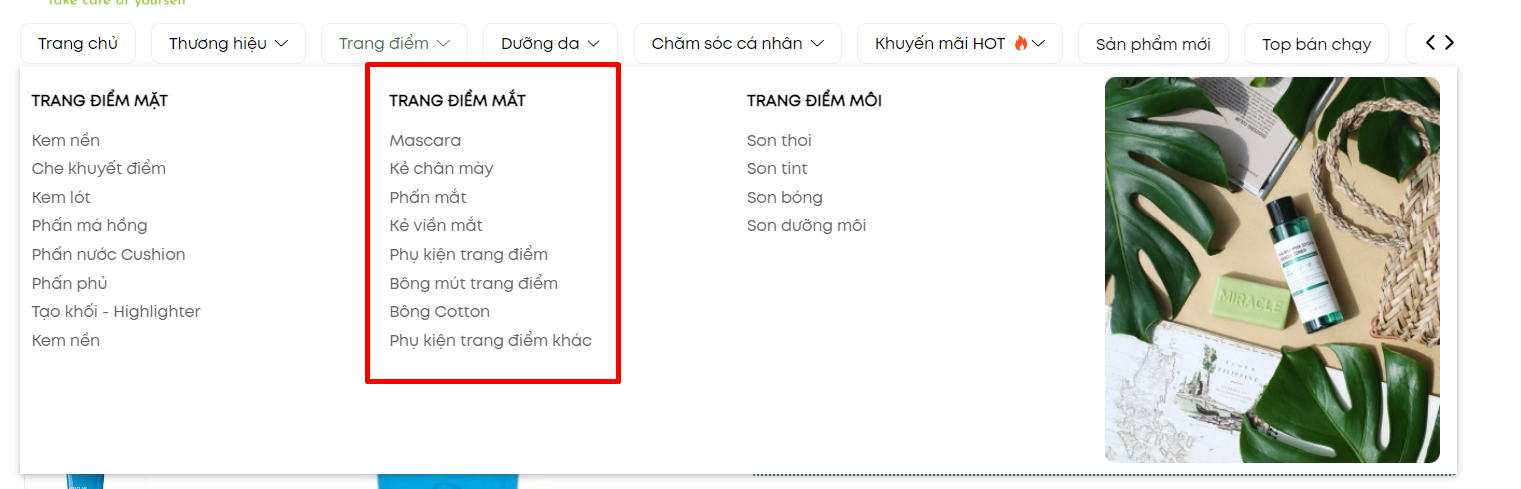 Take care of yourself
Trang chủ
Thương hiệu
Trang điểm
Dưỡng da
Chăm sóc cá nhân
Khuyến mãi HOT
Sản phẩm mới
Top bán chạy
TRANG ĐIỂM MẶT
Kem nền
Che khuyết điểm
Kem lót
Phấn má hồng
Phấn nước Cushion
Phấn phủ
Tạo khối - Highlighter
Kem nền
TRANG ĐIỂM MẮT
Mascara
Kẻ chân mày
Phấn mắt
Kẻ viền mắt
Phụ kiện trang điểm
Bông mút trang điểm
Bông Cotton
Phụ kiện trang điểm khác
TRANG ĐIỂM MÔI
Son thoi
Son tint
Son bóng
Son dưỡng môi
MIRACLE